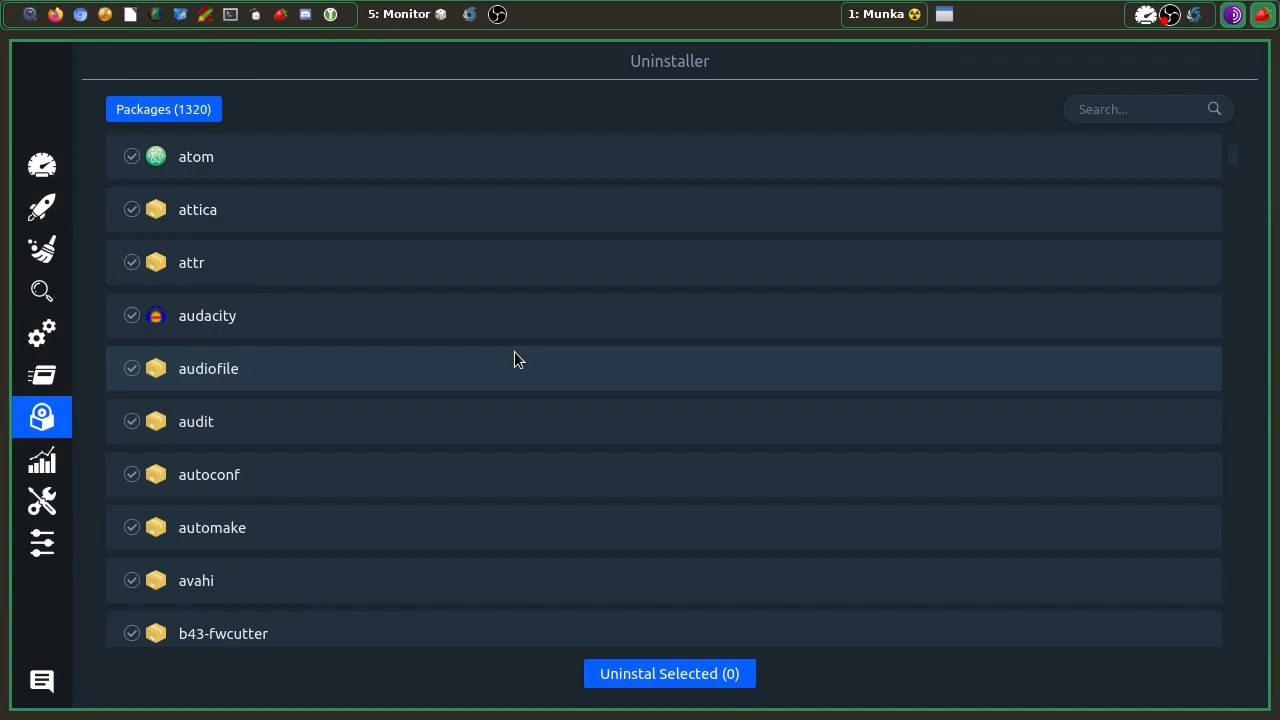 5: Monitor
1: Munka
Uninstaller
Packages (1320)
Search...
atom
attica
attr
audacity
audiofile
audit
autoconf
automake
avahi
b43-fwcutter
Uninstal Selected (0)